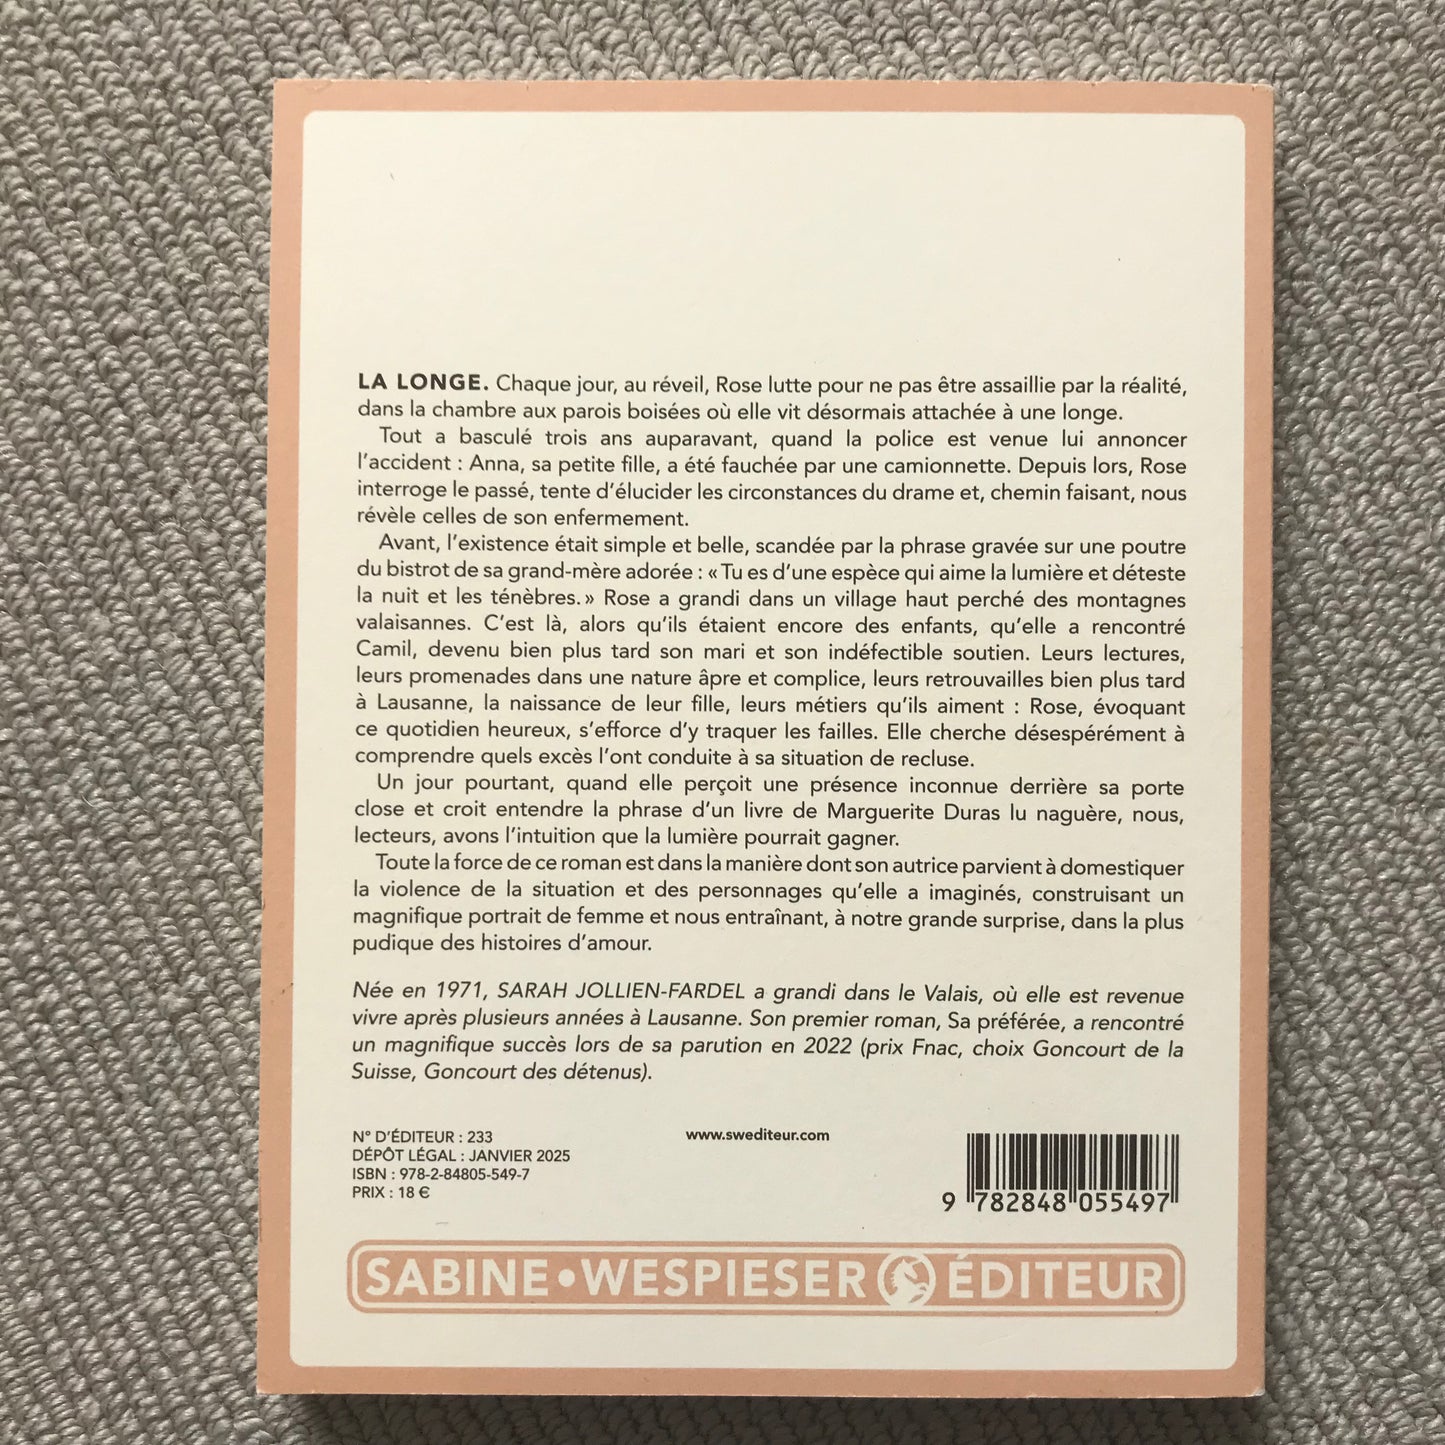 LA LONGE. Chaque jour, au réveil, Rose lutte pour ne pas être assaillie par la réalité,
dans la chambre aux parois boisées où elle vit désormais attachée à une longe.
Tout a basculé trois ans auparavant, quand la police est venue lui annoncer
l'accident : Anna, sa petite fille, a été fauchée par une camionnette. Depuis lors, Rose
interroge le passé, tente d'élucider les circonstances du drame et, chemin faisant, nous
révèle celles de son enfermement.
Avant, l'existence était simple et belle, scandée par la phrase gravée sur une poutre
du bistrot de sa grand-mère adorée : « Tu es d'une espèce qui aime la lumière et déteste
la nuit et les ténèbres. » Rose a grandi dans un village haut perché des montagnes
valaisannes. C'est là, alors qu'ils étaient encore des enfants, qu'elle a rencontré
Camil, devenu bien plus tard son mari et son indéfectible soutien. Leurs lectures,
leurs promenades dans une nature âpre et complice, leurs retrouvailles bien plus tard
à Lausanne, la naissance de leur fille, leurs métiers qu'ils aiment : Rose, évoquant
ce quotidien heureux, s'efforce d'y traquer les failles. Elle cherche désespérément à
comprendre quels excès l'ont conduite à sa situation de recluse.
Un jour pourtant, quand elle perçoit une présence inconnue derrière sa porte
close et croit entendre la phrase d'un livre de Marguerite Duras lu naguère, nous,
lecteurs, avons l'intuition que la lumière pourrait gagner.
Toute la force de ce roman est dans la manière dont son autrice parvient à domestiquer
la violence de la situation et des personnages qu'elle a imaginés, construisant un
magnifique portrait de femme et nous entraînant, à notre grande surprise, dans la plus
pudique des histoires d'amour.
Née en 1971, SARAH JOLLIEN-FARDEL a grandi dans le Valais, où elle est revenue
vivre après plusieurs années à Lausanne. Son premier roman, Sa préférée, a rencontré
un magnifique succès lors de sa parution en 2022 (prix Fnac, choix Goncourt de la
Suisse, Goncourt des détenus).
N° D'ÉDITEUR : 233
DÉPÔT LÉGAL : JANVIER 2025
ISBN : 978-2-84805-549-7
PRIX : 18 €
www.swediteur.com
9 782848 055497
SABINE • WESPIESER ÉDITEUR